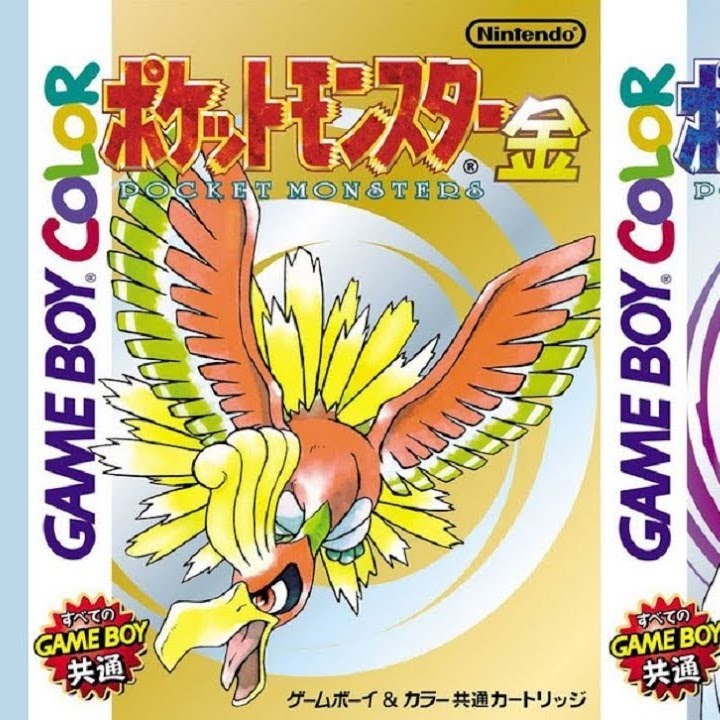 Nintendo
GAME BOY COLOR
ポケットモンスター金
POCKET MONSTERS
すべての
GAME BOY
共通
ゲームボーイ & カラー共通カートリッジ
GAME BOY COLOR
ポ
P
すべての
GAME BOY
共通